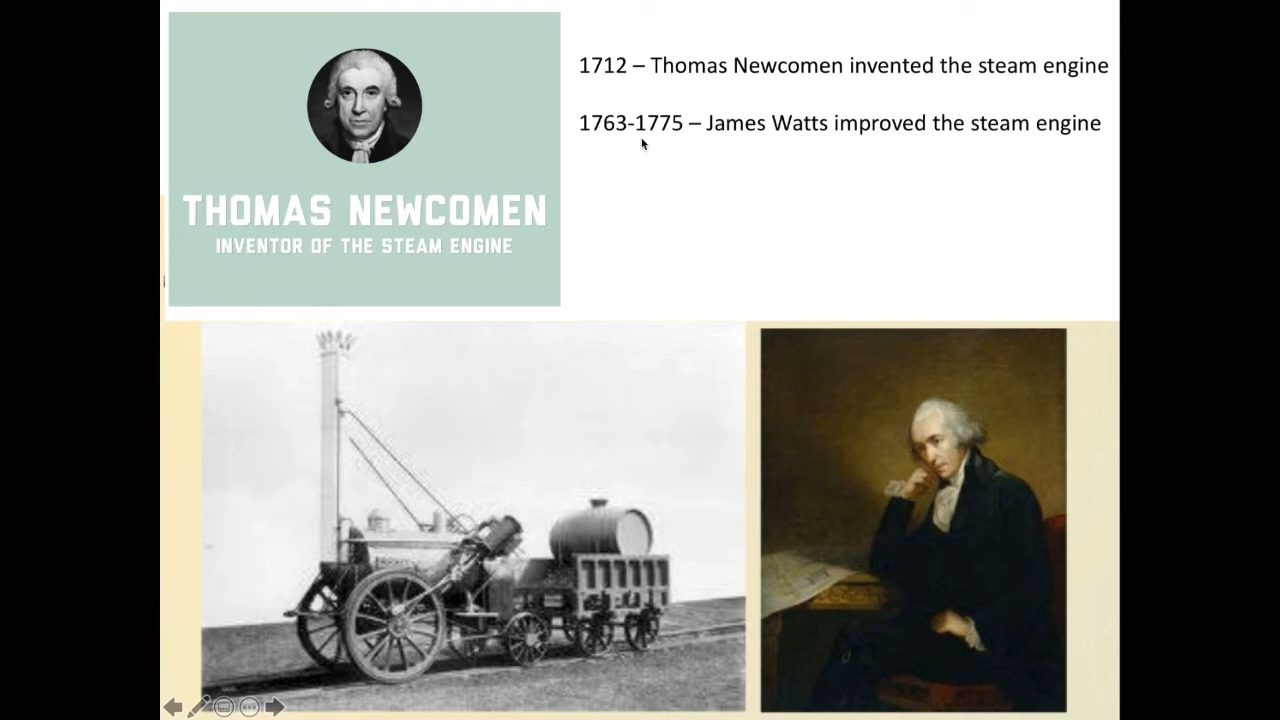 THOMAS NEWCOMEN
INVENTOR OF THE STEAM ENGINE
1712 – Thomas Newcomen invented the steam engine
1763-1775 – James Watts improved the steam engine